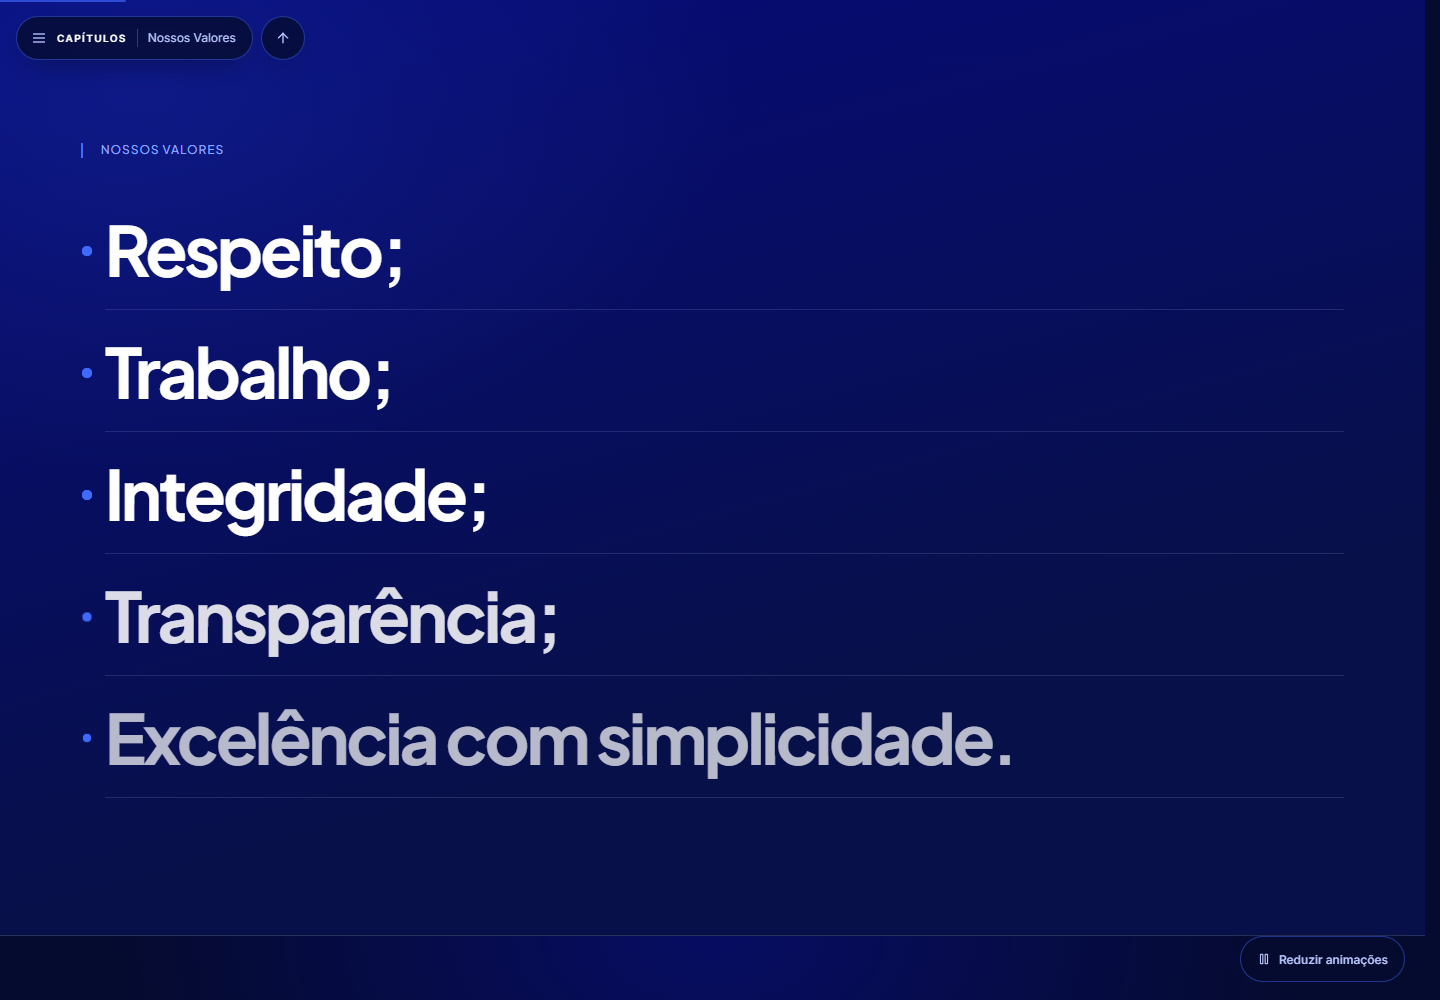 CAPÍTULOS Nossos Valores
NOSSOS VALORES
Respeito;
Trabalho;
Integridade;
Transparência;
Excelência com simplicidade.
Reduzir animações